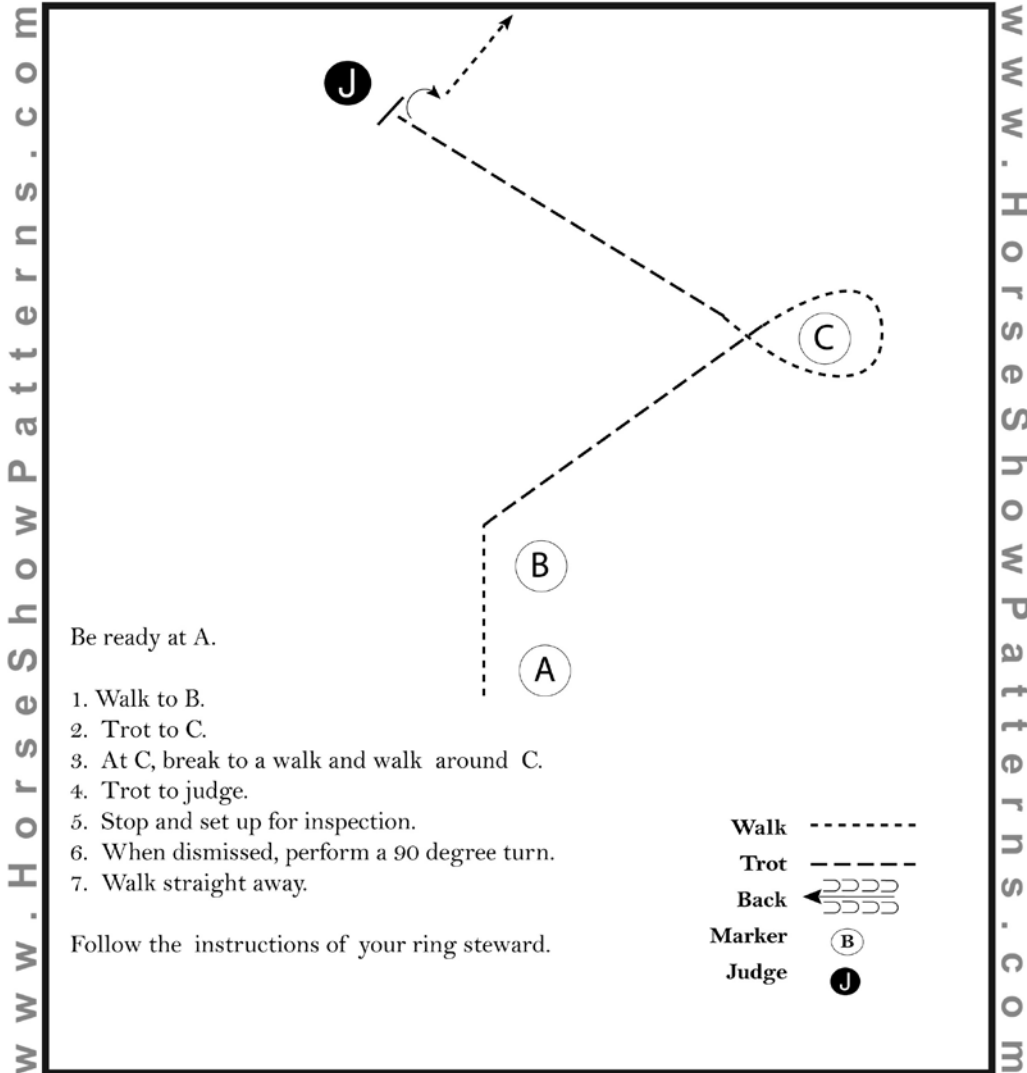 www.HorseShowPatterns.com
www.HorseShowPatterns.com
J
C
B
A
Be ready at A.
1. Walk to B.
2. Trot to C.
3. At C, break to a walk and walk around C.
4. Trot to judge.
5. Stop and set up for inspection.
6. When dismissed, perform a 90 degree turn.
7. Walk straight away.
Follow the instructions of your ring steward.
Walk
Trot
Back
Marker B
Judge J